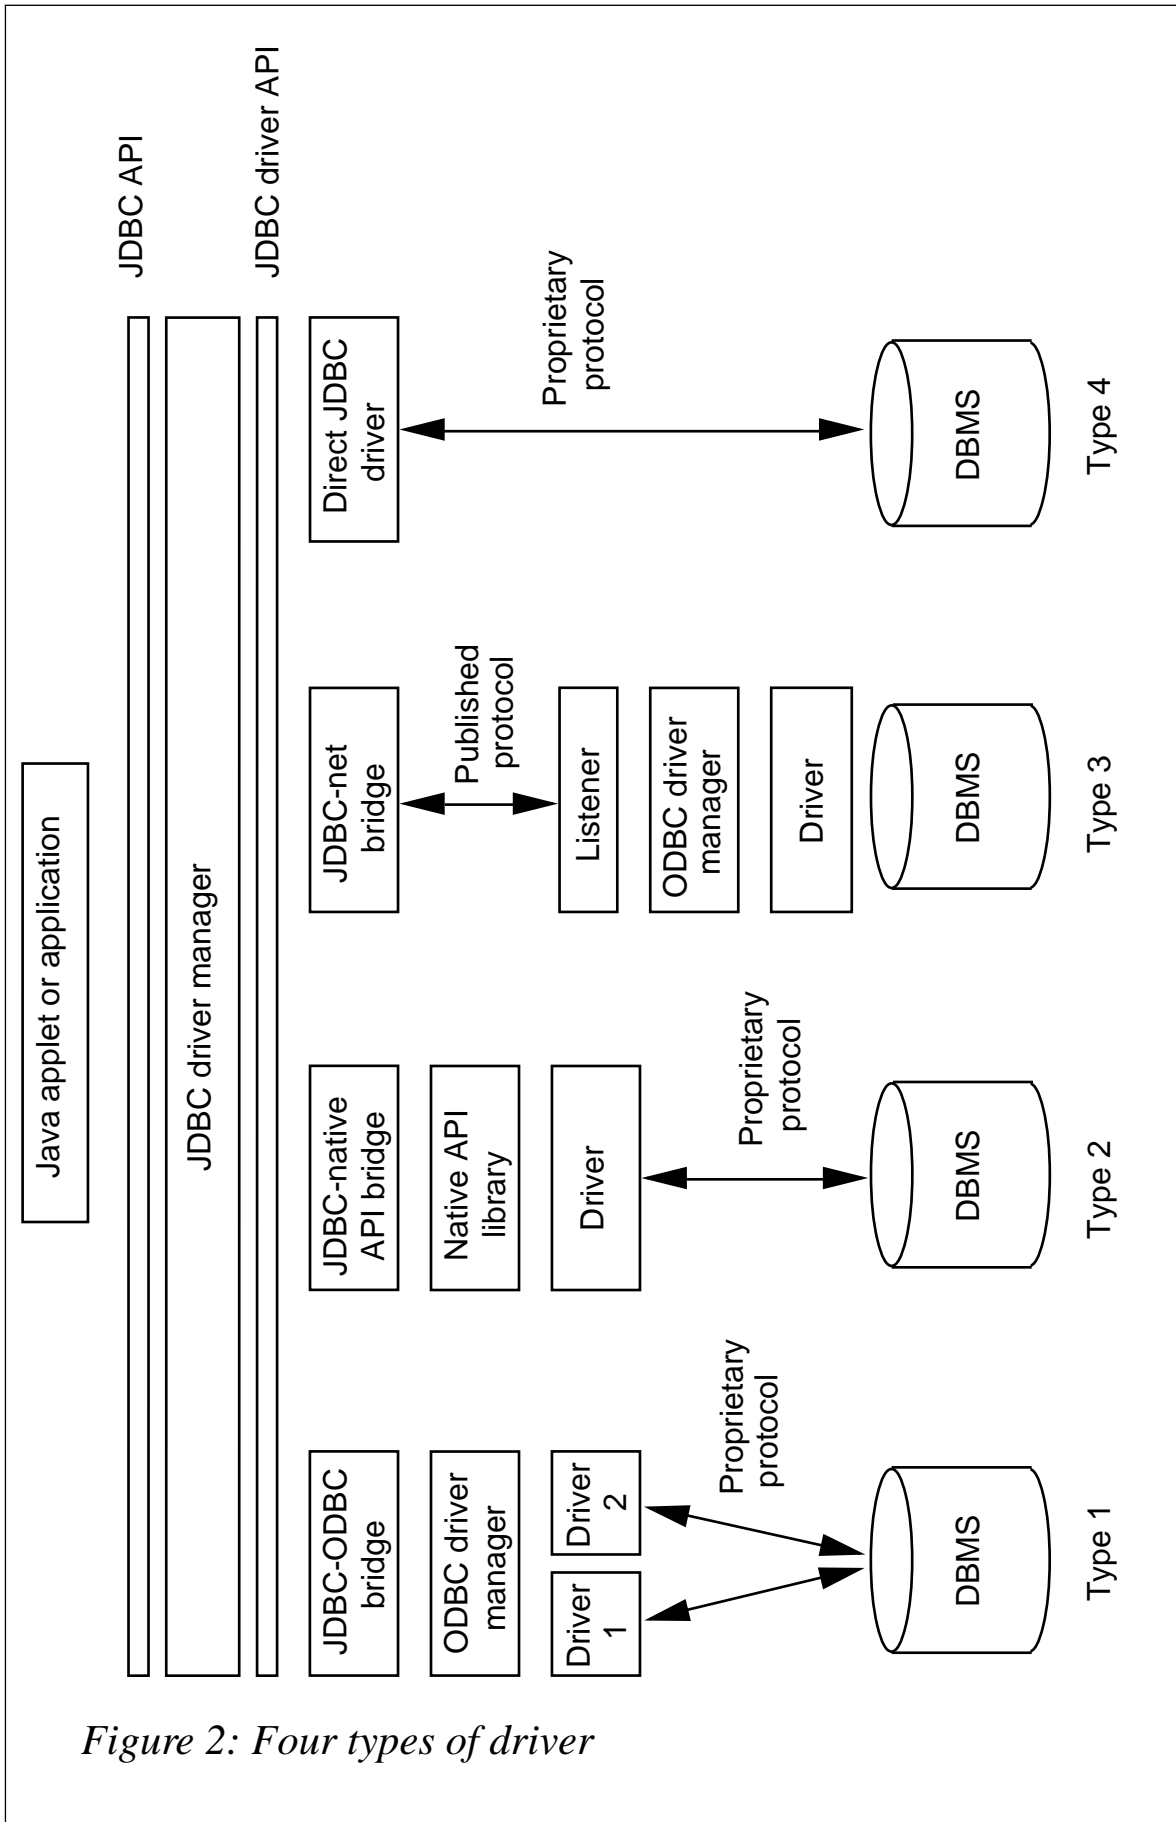 Java applet or application
JDBC API
JDBC driver manager
JDBC driver API
JDBC-ODBC
bridge
ODBC driver
manager
Driver
1
Driver
2
Proprietary
protocol
DBMS
Type 1
JDBC-native
API bridge
Native API
library
Driver
Proprietary
protocol
DBMS
Type 2
JDBC-net
bridge
Published
protocol
Listener
ODBC driver
manager
Driver
DBMS
Type 3
Direct JDBC
driver
Proprietary
protocol
DBMS
Type 4
Figure 2: Four types of driver